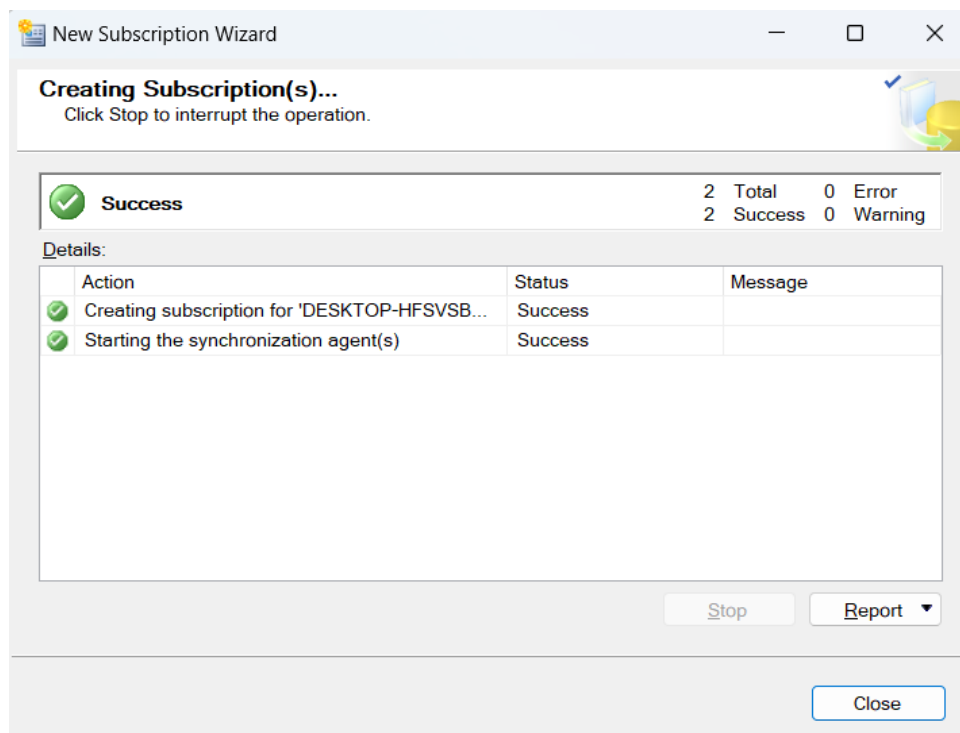 New Subscription Wizard
Creating Subscription(s)...
Click Stop to interrupt the operation.
Success 2 Total 0 Error
2 Success 0 Warning
Details:
Action Status Message
Creating subscription for 'DESKTOP-HFSVSB... Success
Starting the synchronization agent(s) Success
Stop Report
Close